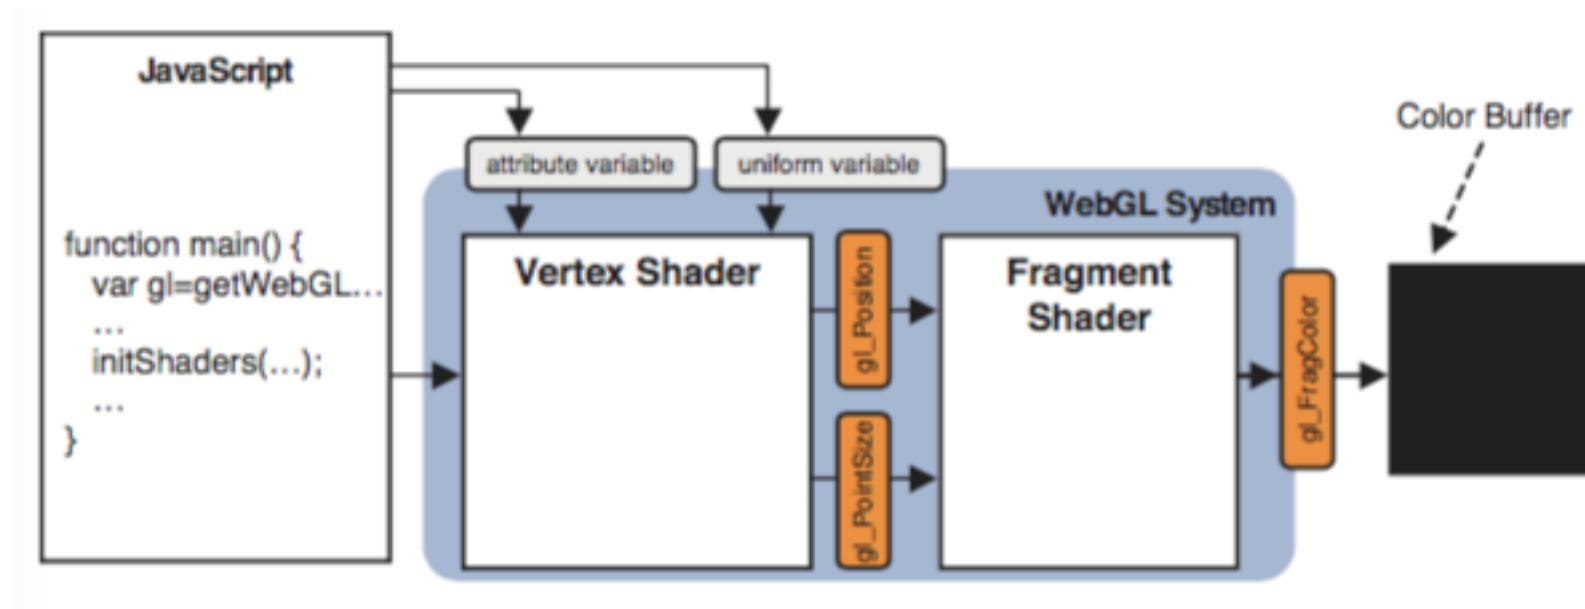 JavaScript
function main() {
var gl=getWebGL...
...
initShaders(...);
...
}
attribute variable
uniform variable
WebGL System
Vertex Shader
gl_Position
gl_PointSize
Fragment
Shader
gl_FragColor
Color Buffer